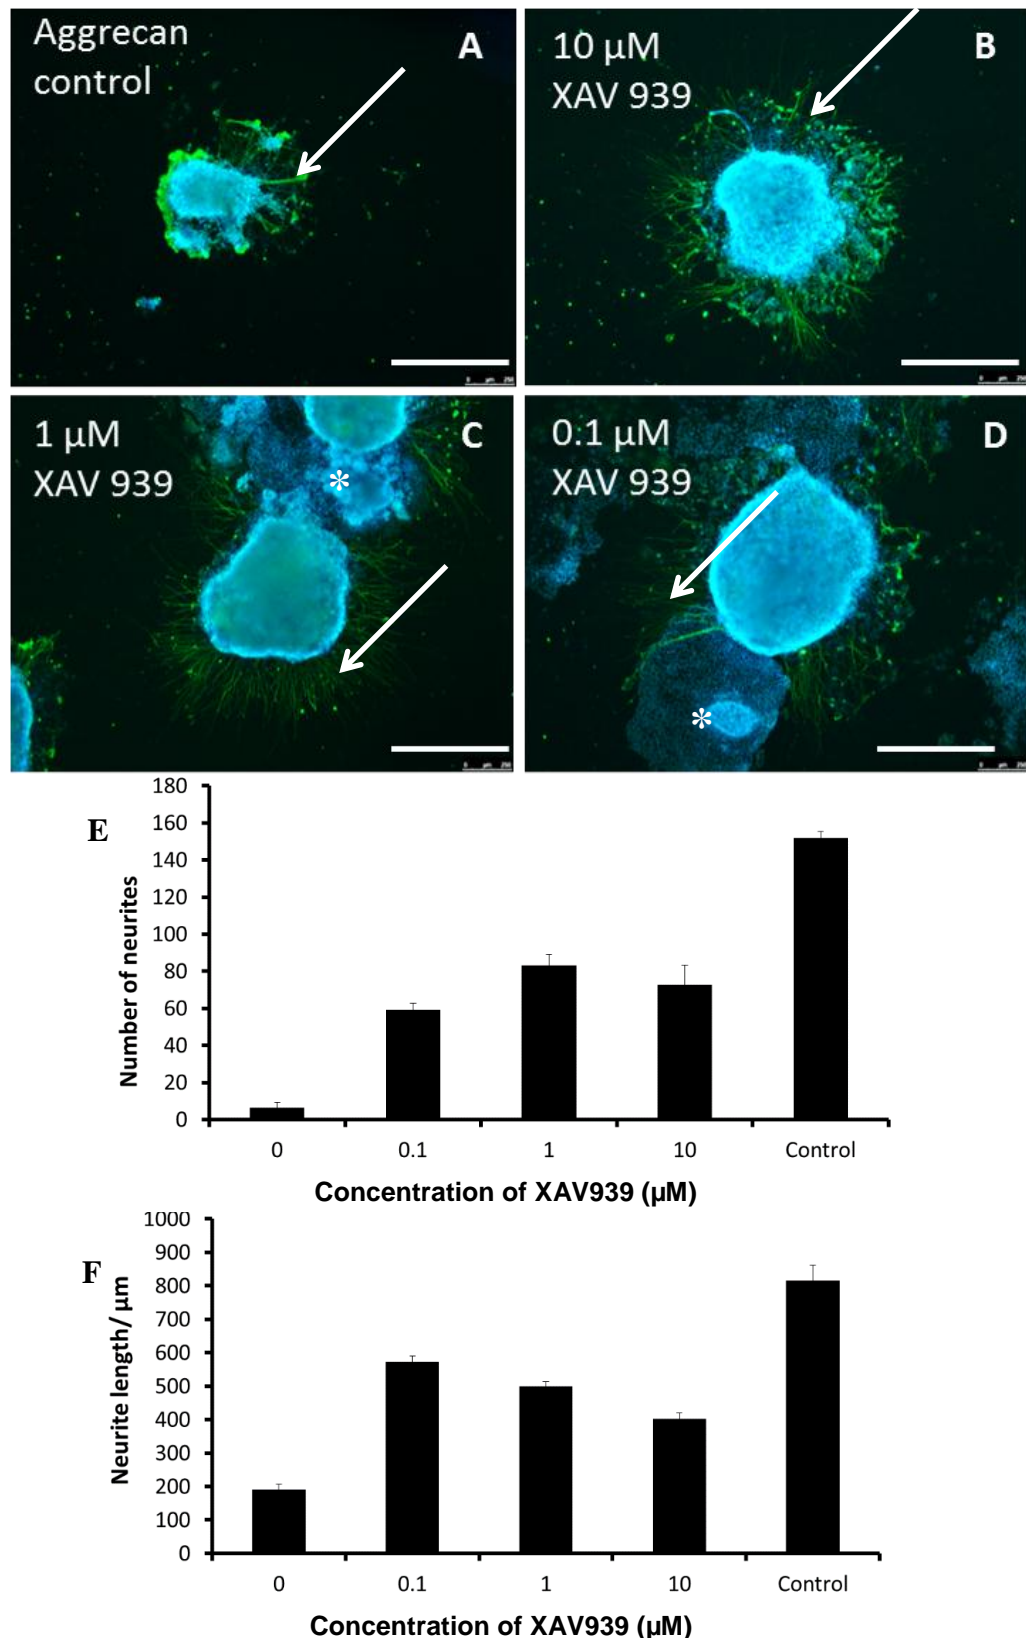 Aggrecan
control
A
10 µM
XAV 939
B
1 µM
XAV 939
C
*
0.1 µM
XAV 939
D
*
E
Number of neurites
180
160
140
120
100
80
60
40
20
0
0 0.1 1 10 Control
Concentration of XAV939 (µM)
F
Neurite length/ µm
1000
900
800
700
600
500
400
300
200
100
0
0 0.1 1 10 Control
Concentration of XAV939 (µM)